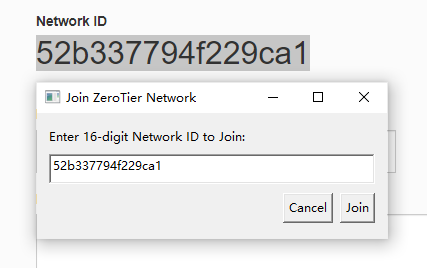 Network ID
52b337794f229ca1
Join ZeroTier Network
Enter 16-digit Network ID to Join:
52b337794f229ca1
Cancel Join